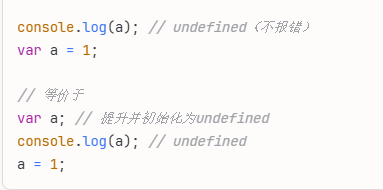 console.log(a); // undefined（不报错）
var a = 1;
// 等价于
var a; // 提升并初始化为undefined
console.log(a); // undefined
a = 1;